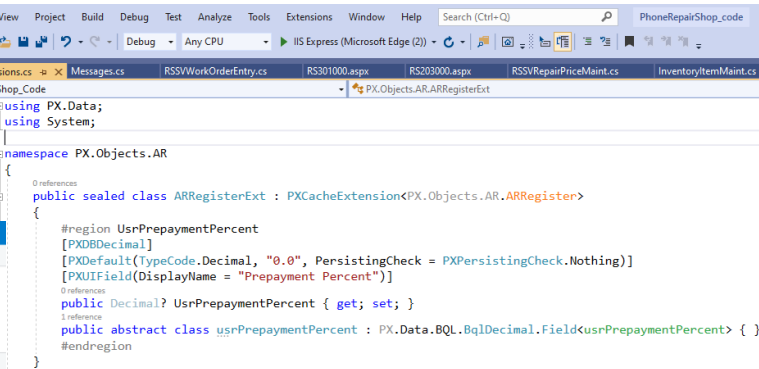 View Project Build Debug Test Analyze Tools Extensions Window Help Search (Ctrl+Q) PhoneRepairShop_code
Debug Any CPU IIS Express (Microsoft Edge (2))
sions.cs Messages.cs RSSVWorkOrderEntry.cs RS301000.aspx RS203000.aspx RSSVRepairPriceMaint.cs InventoryItemMaint.cs
Shop_Code PX.Objects.AR.ARRegisterExt
using PX.Data;
using System;
namespace PX.Objects.AR
{
0 references
public sealed class ARRegisterExt : PXCacheExtension<PX.Objects.AR.ARRegister>
{
#region UsrPrepaymentPercent
[PXDBDecimal]
[PXDefault(TypeCode.Decimal, "0.0", PersistingCheck = PXPersistingCheck.Nothing)]
[PXUIField(DisplayName = "Prepayment Percent")]
0 references
public Decimal? UsrPrepaymentPercent { get; set; }
1 reference
public abstract class usrPrepaymentPercent : PX.Data.BQL.BqlDecimal.Field<usrPrepaymentPercent> { }
#endregion
}